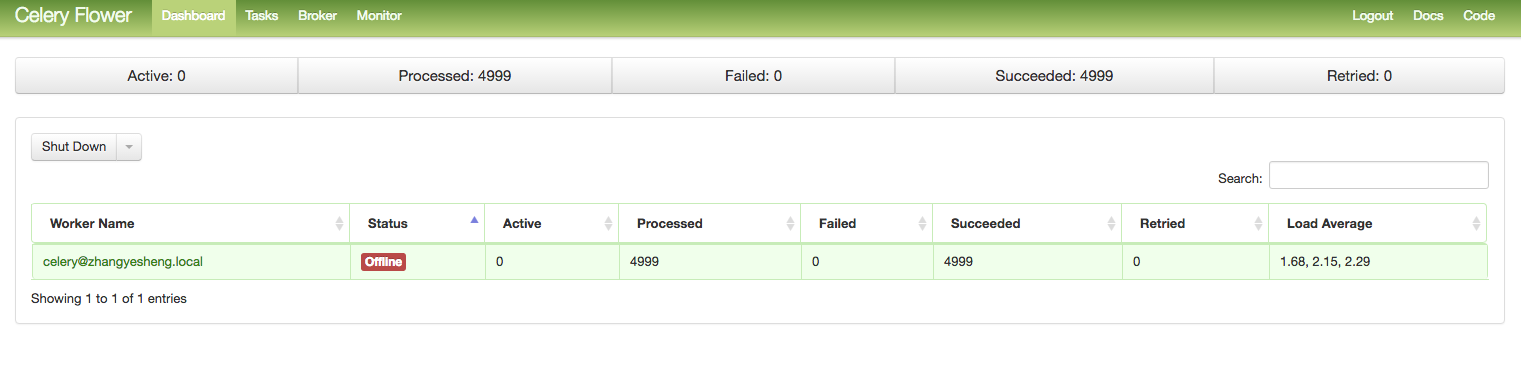 Celery Flower Dashboard Tasks Broker Monitor Logout Docs Code
Active: 0 Processed: 4999 Failed: 0 Succeeded: 4999 Retried: 0
Shut Down
Search:
Worker Name Status Active Processed Failed Succeeded Retried Load Average
celery@zhangyesheng.local Offline 0 4999 0 4999 0 1.68, 2.15, 2.29
Showing 1 to 1 of 1 entries